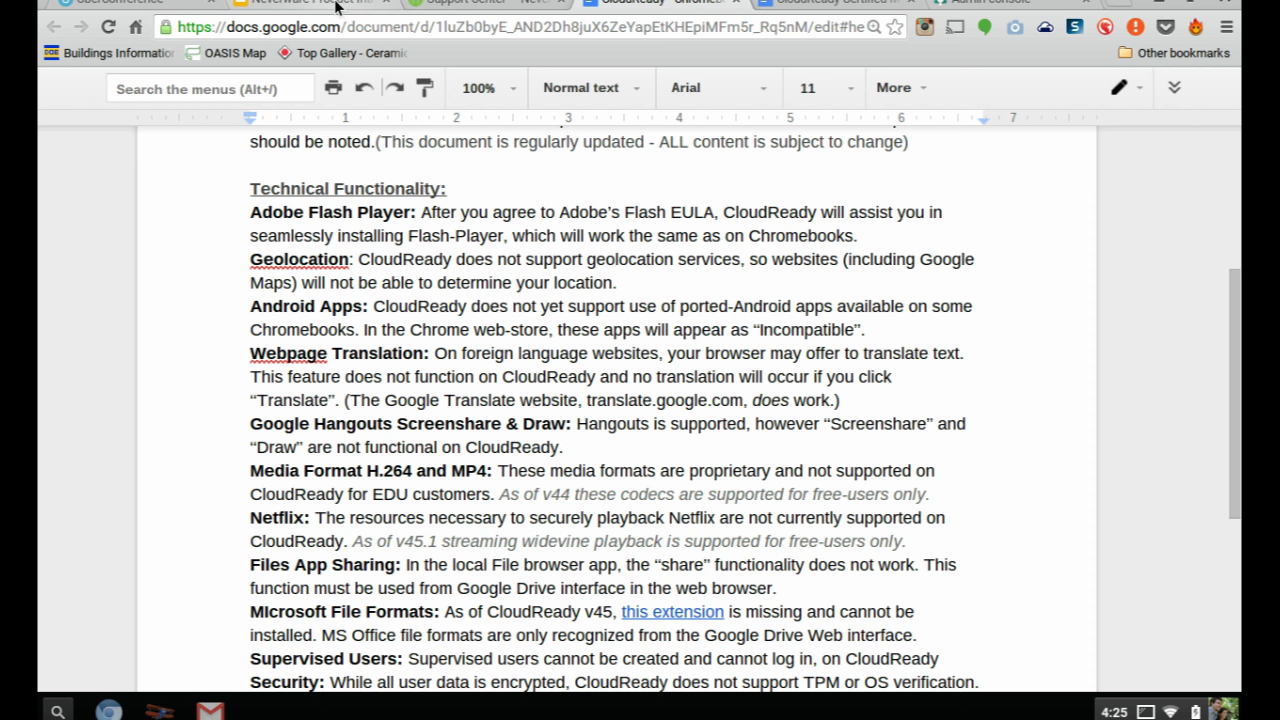 Support Center - Never
CloudReady - Chromeb
CloudReady Certified M
Admin console
https://docs.google.com/document/d/1luZb0byE_AND2Dh8juX6ZeYapEtKHEpiMFm5r_Rq5nM/edit#he
Buildings Informatio OASIS Map Top Gallery - Ceramic Other bookmarks
Search the menus (Alt+/) 100% Normal text Arial 11 More
1 2 3 4 5 6 7
should be noted.(This document is regularly updated - ALL content is subject to change)
Technical Functionality:
Adobe Flash Player: After you agree to Adobe's Flash EULA, CloudReady will assist you in
seamlessly installing Flash-Player, which will work the same as on Chromebooks.
Geolocation: CloudReady does not support geolocation services, so websites (including Google
Maps) will not be able to determine your location.
Android Apps: CloudReady does not yet support use of ported-Android apps available on some
Chromebooks. In the Chrome web-store, these apps will appear as “Incompatible”.
Webpage Translation: On foreign language websites, your browser may offer to translate text.
This feature does not function on CloudReady and no translation will occur if you click
“Translate”. (The Google Translate website, translate.google.com, does work.)
Google Hangouts Screenshare & Draw: Hangouts is supported, however “Screenshare” and
“Draw” are not functional on CloudReady.
Media Format H.264 and MP4: These media formats are proprietary and not supported on
CloudReady for EDU customers. As of v44 these codecs are supported for free-users only.
Netflix: The resources necessary to securely playback Netflix are not currently supported on
CloudReady. As of v45.1 streaming widevine playback is supported for free-users only.
Files App Sharing: In the local File browser app, the “share” functionality does not work. This
function must be used from Google Drive interface in the web browser.
MIcrosoft File Formats: As of CloudReady v45, this extension is missing and cannot be
installed. MS Office file formats are only recognized from the Google Drive Web interface.
Supervised Users: Supervised users cannot be created and cannot log in, on CloudReady
Security: While all user data is encrypted, CloudReady does not support TPM or OS verification.
4:25